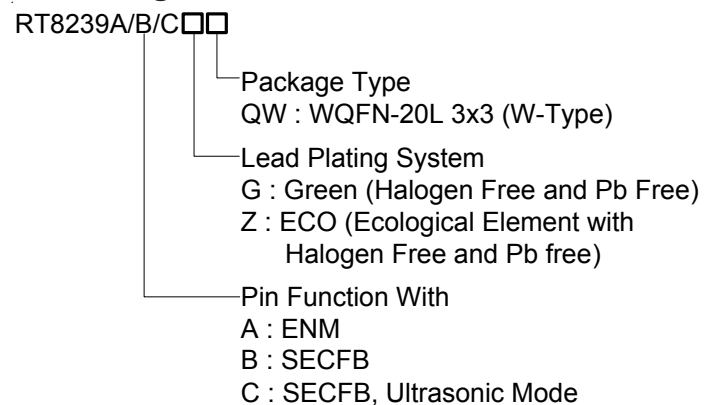 RT8239A/B/C
Package Type
QW : WQFN-20L 3x3 (W-Type)
Lead Plating System
G : Green (Halogen Free and Pb Free)
Z : ECO (Ecological Element with
Halogen Free and Pb free)
Pin Function With
A : ENM
B : SECFB
C : SECFB, Ultrasonic Mode